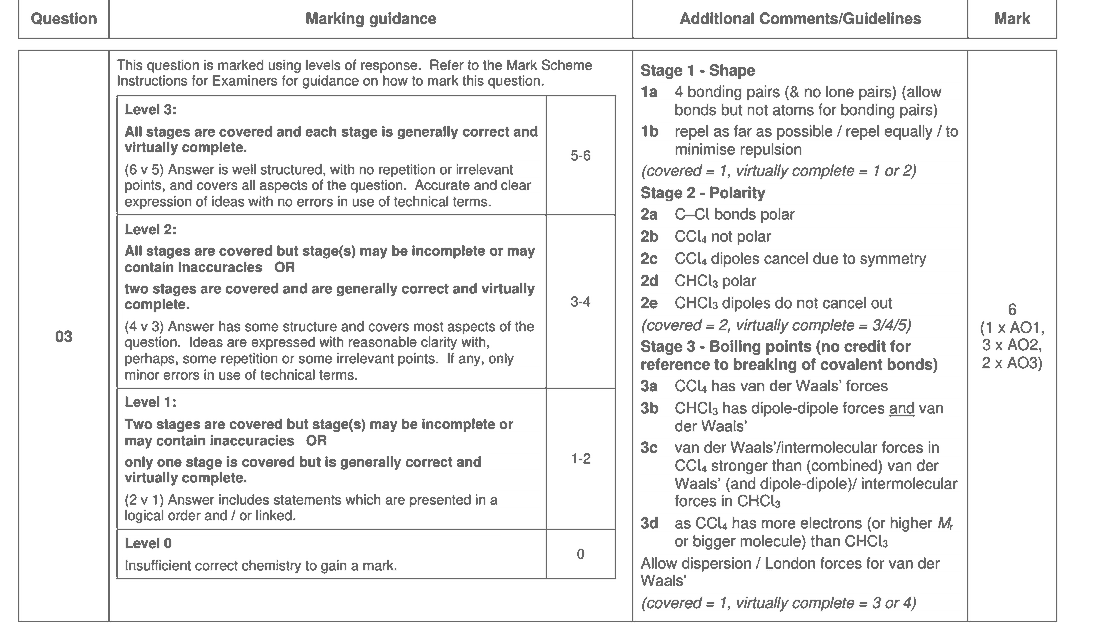 Question
Marking guidance
Additional Comments/Guidelines
Mark
03
This question is marked using levels of response. Refer to the Mark Scheme
Instructions for Examiners for guidance on how to mark this question.
Level 3:
All stages are covered and each stage is generally correct and
virtually complete.
(6 v 5) Answer is well structured, with no repetition or irrelevant
points, and covers all aspects of the question. Accurate and clear
expression of ideas with no errors in use of technical terms.
5-6
Level 2:
All stages are covered but stage(s) may be incomplete or may
contain inaccuracies OR
two stages are covered and are generally correct and virtually
complete.
(4 v 3) Answer has some structure and covers most aspects of the
question. Ideas are expressed with reasonable clarity with,
perhaps, some repetition or some irrelevant points. If any, only
minor errors in use of technical terms.
3-4
Level 1:
Two stages are covered but stage(s) may be incomplete or
may contain inaccuracies OR
only one stage is covered but is generally correct and
virtually complete.
(2 v 1) Answer includes statements which are presented in a
logical order and / or linked.
1-2
Level 0
Insufficient correct chemistry to gain a mark.
0
Stage 1 - Shape
1a 4 bonding pairs (& no lone pairs) (allow
bonds but not atoms for bonding pairs)
1b repel as far as possible / repel equally / to
minimise repulsion
(covered = 1, virtually complete = 1 or 2)
Stage 2 - Polarity
2a C–Cl bonds polar
2b CCl₄ not polar
2c CCl₄ dipoles cancel due to symmetry
2d CHCl₃ polar
2e CHCl₃ dipoles do not cancel out
(covered = 2, virtually complete = 3/4/5)
Stage 3 - Boiling points (no credit for
reference to breaking of covalent bonds)
3a CCl₄ has van der Waals' forces
3b CHCl₃ has dipole-dipole forces and van
der Waals'
3c van der Waals'/intermolecular forces in
CCl₄ stronger than (combined) van der
Waals' (and dipole-dipole)/ intermolecular
forces in CHCl₃
3d as CCl₄ has more electrons (or higher Mᵣ
or bigger molecule) than CHCl₃
Allow dispersion / London forces for van der
Waals'
(covered = 1, virtually complete = 3 or 4)
6
(1 x AO1,
3 x AO2,
2 x AO3)